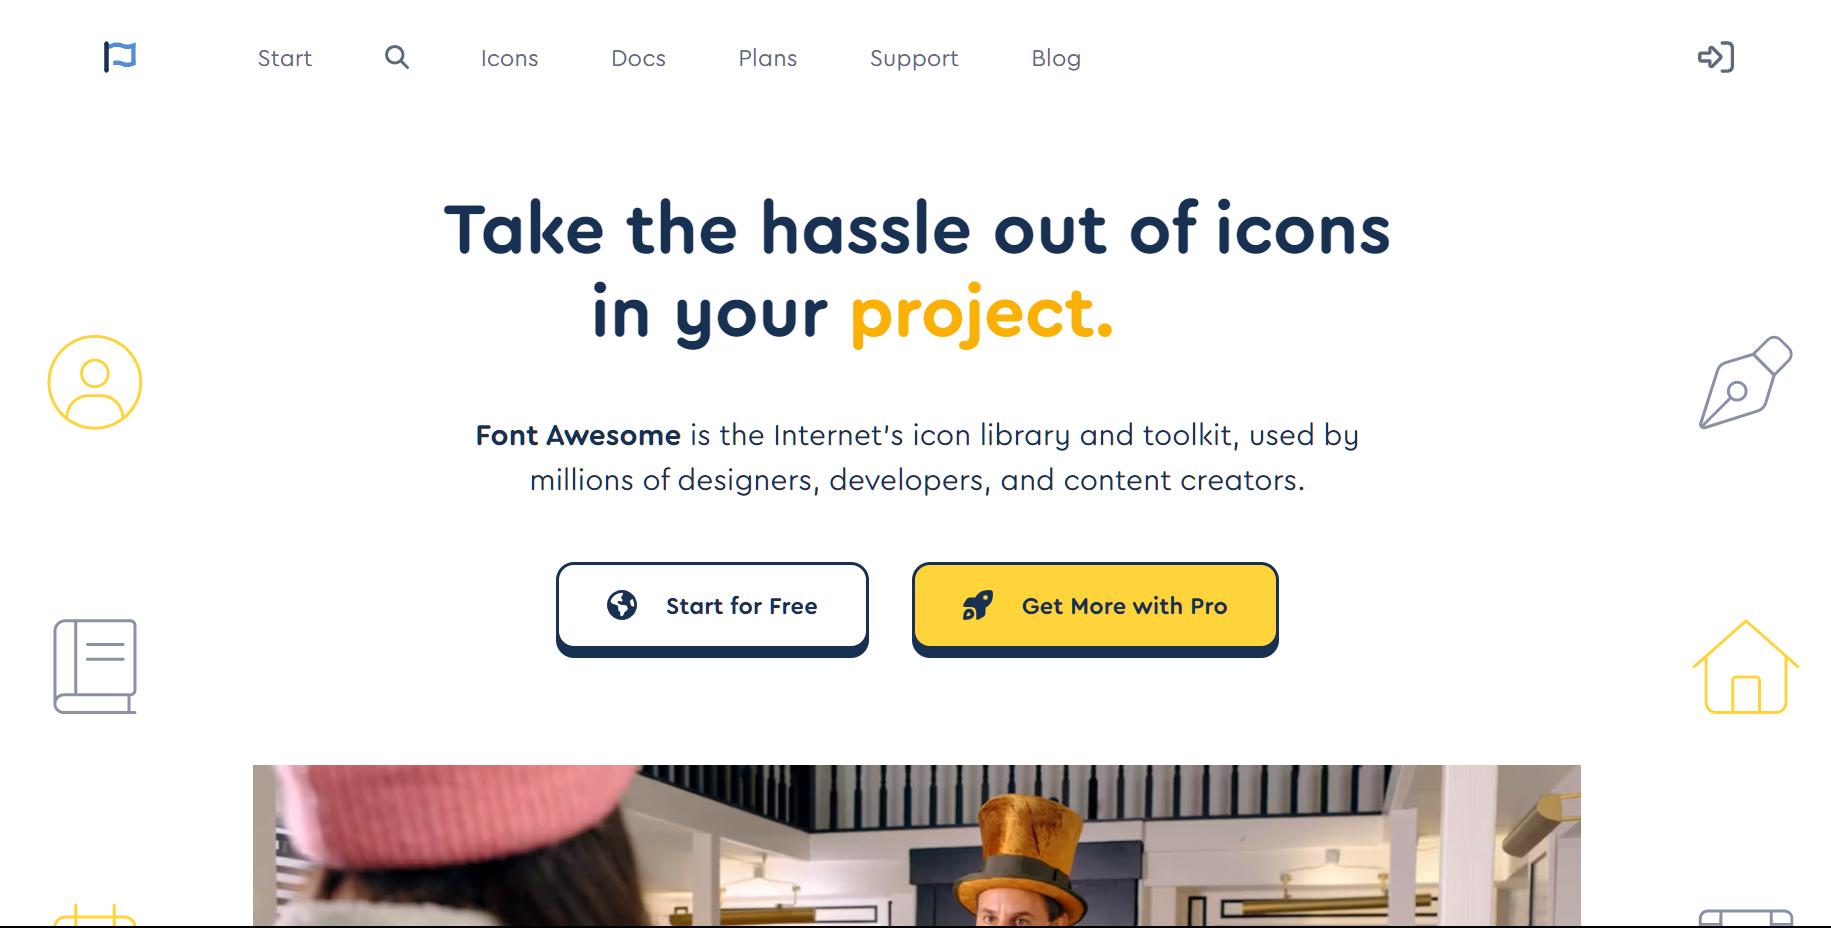 Start Icons Docs Plans Support Blog
Take the hassle out of icons
in your project.
Font Awesome is the Internet's icon library and toolkit, used by
millions of designers, developers, and content creators.
Start for Free
Get More with Pro